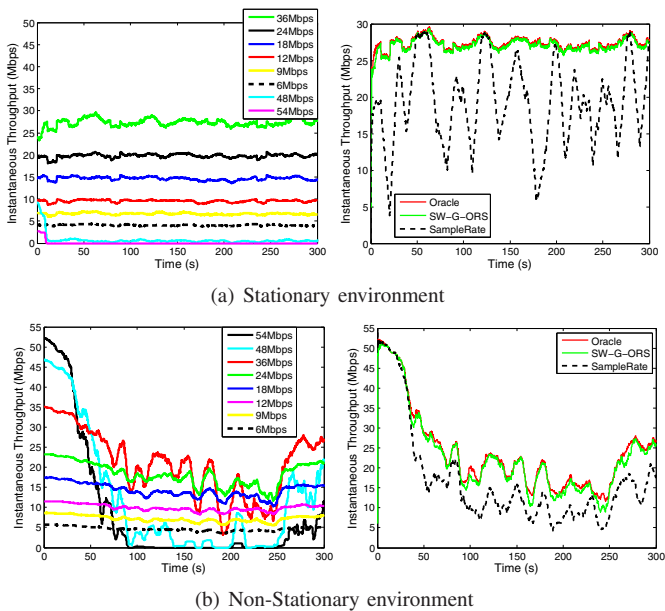 Instantaneous Throughput (Mbps)
50
45
40
35
30
25
20
15
10
5
0
0
50
100
150
200
250
300
Time (s)
36Mbps
24Mbps
18Mbps
12Mbps
9Mbps
6Mbps
48Mbps
54Mbps
Instantaneous Throughput (Mbps)
30
25
20
15
10
5
0
0
50
100
150
200
250
300
Time (s)
Oracle
SW-G-ORS
SampleRate
(a) Stationary environment
Instantaneous Throughput (Mbps)
55
50
45
40
35
30
25
20
15
10
5
0
0
50
100
150
200
250
300
Time (s)
54Mbps
48Mbps
36Mbps
24Mbps
18Mbps
12Mbps
9Mbps
6Mbps
Instantaneous Throughput (Mbps)
55
50
45
40
35
30
25
20
15
10
5
0
0
50
100
150
200
250
300
Time (s)
Oracle
SW-G-ORS
SampleRate
(b) Non-Stationary environment